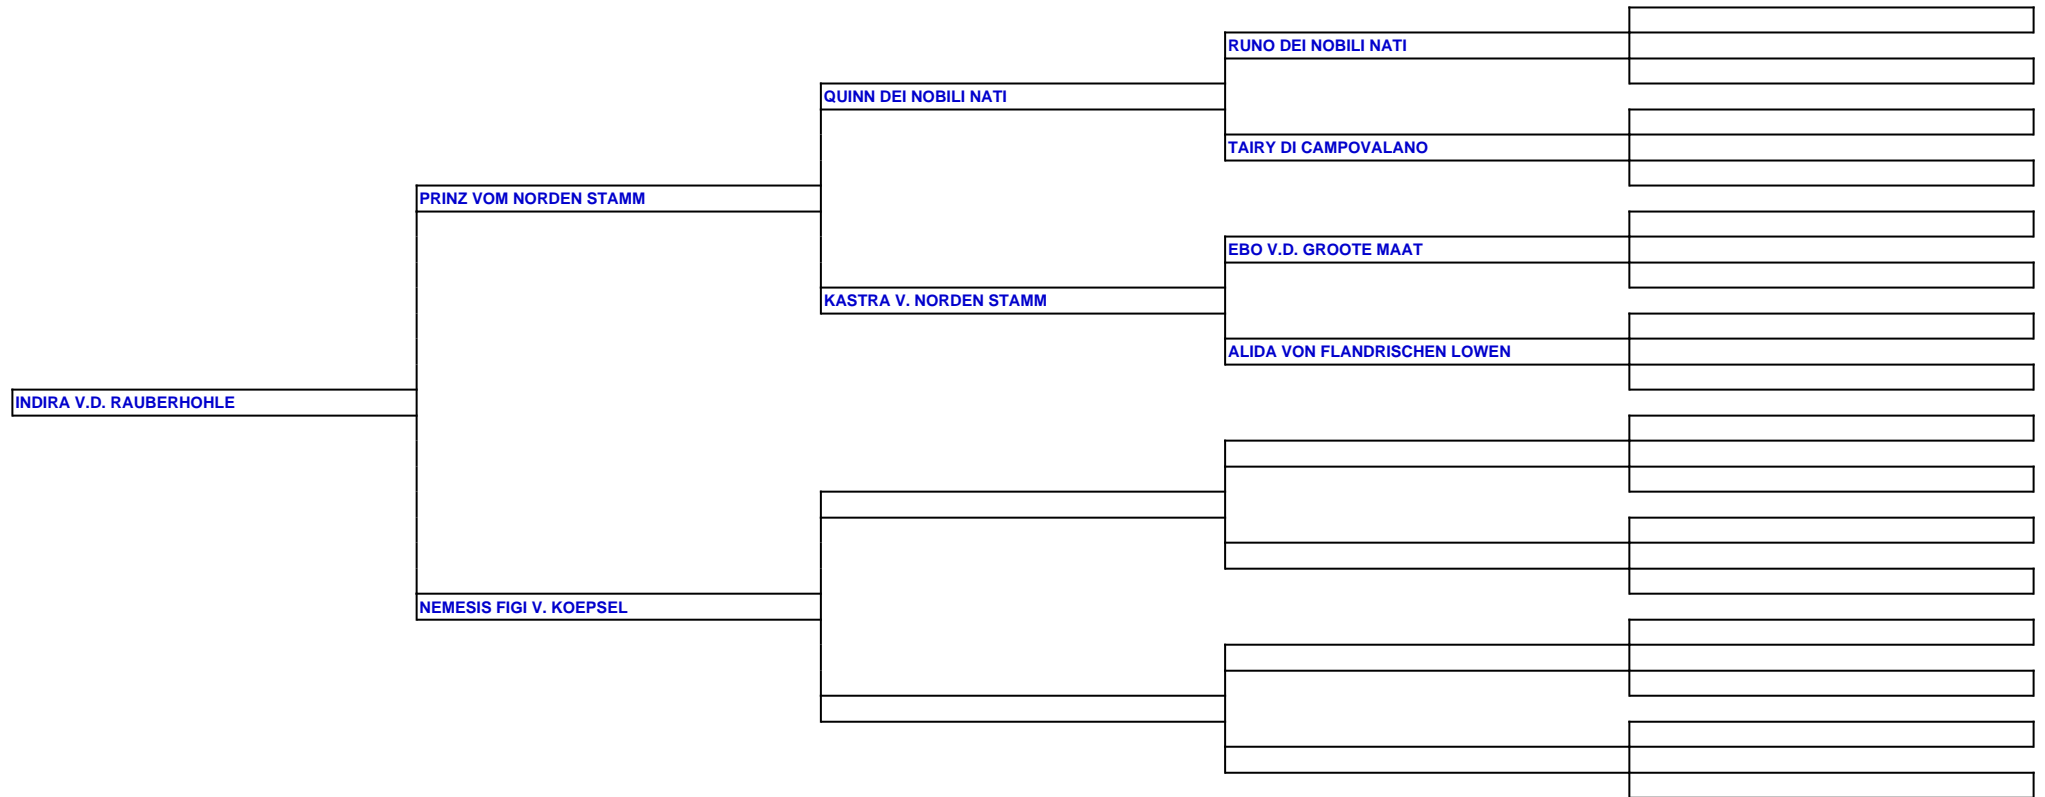 RUNO DEI NOBILI NATI
QUINN DEI NOBILI NATI
TAIRY DI CAMPOVALANO
PRINZ VOM NORDEN STAMM
EBO V.D. GROOTE MAAT
KASTRA V. NORDEN STAMM
ALIDA VON FLANDRISCHEN LOWEN
INDIRA V.D. RAUBERHOHLE
NEMESIS FIGI V. KOEPSEL